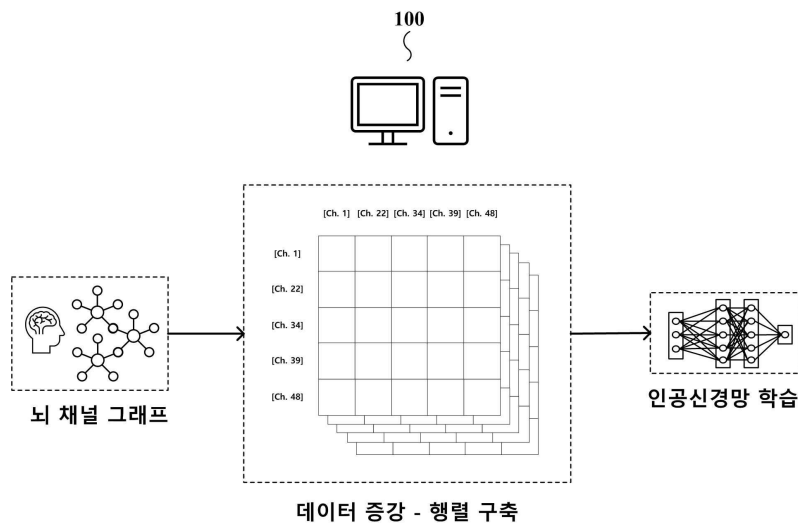 100
[Ch. 1] [Ch. 22] [Ch. 34] [Ch. 39] [Ch. 48]
[Ch. 1]
[Ch. 22]
[Ch. 34]
[Ch. 39]
[Ch. 48]
뇌 채널 그래프
인공신경망 학습
데이터 증강 - 행렬 구축